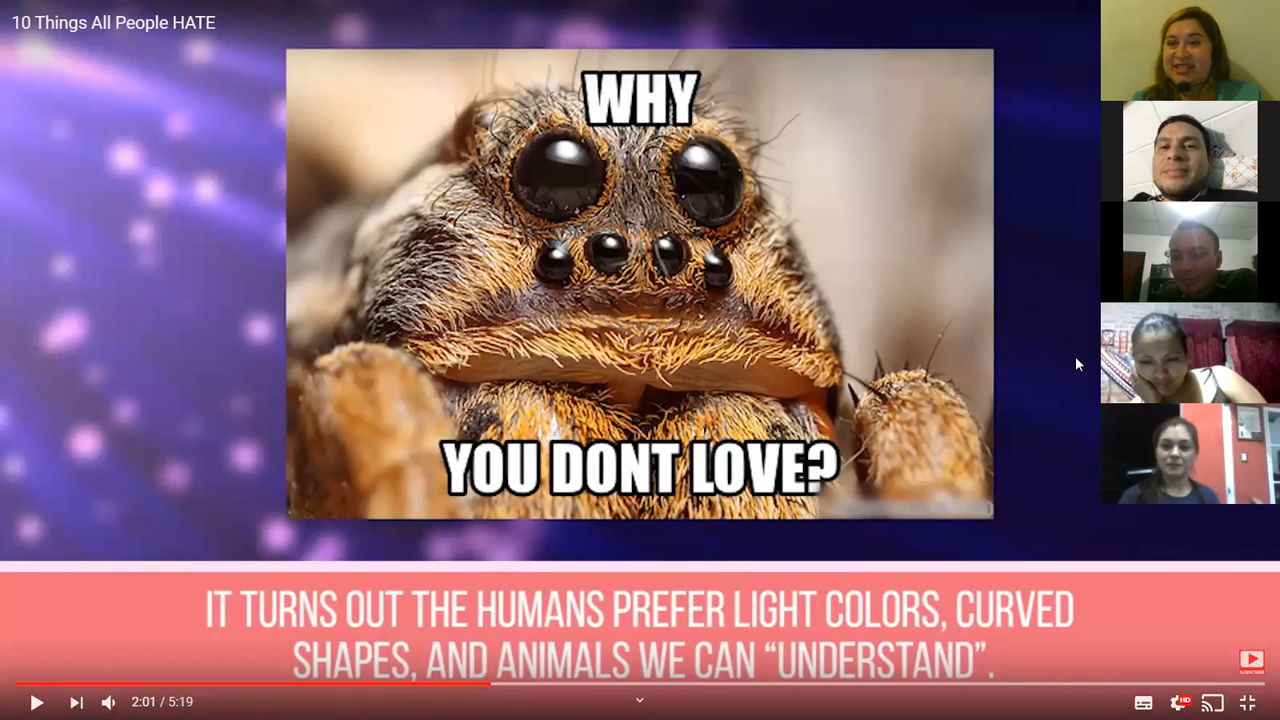 10 Things All People HATE
WHY
YOU DONT LOVE?
IT TURNS OUT THE HUMANS PREFER LIGHT COLORS, CURVED
SHAPES, AND ANIMALS WE CAN “UNDERSTAND”.
2:01 / 5:19
HD